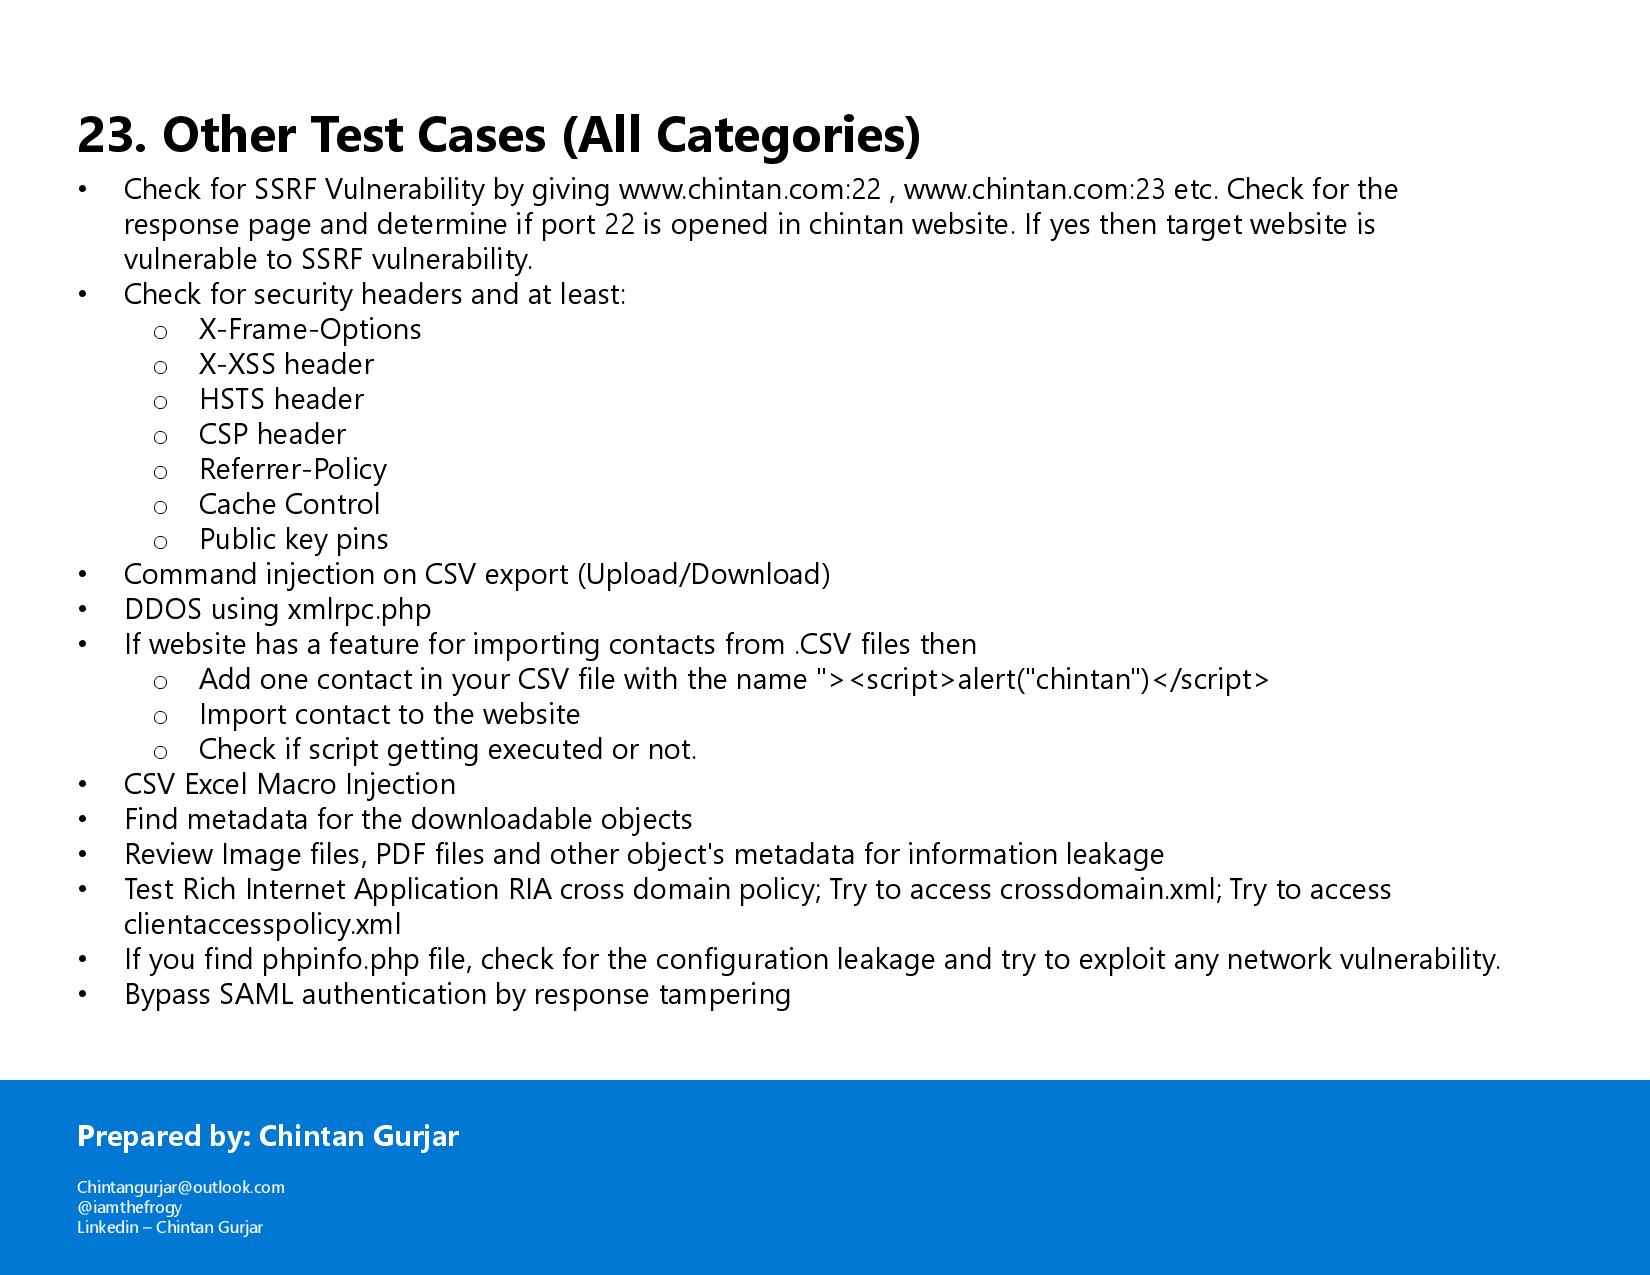 23. Other Test Cases (All Categories)
• Check for SSRF Vulnerability by giving www.chintan.com:22 , www.chintan.com:23 etc. Check for the
response page and determine if port 22 is opened in chintan website. If yes then target website is
vulnerable to SSRF vulnerability.
• Check for security headers and at least:
o X-Frame-Options
o X-XSS header
o HSTS header
o CSP header
o Referrer-Policy
o Cache Control
o Public key pins
• Command injection on CSV export (Upload/Download)
• DDOS using xmlrpc.php
• If website has a feature for importing contacts from .CSV files then
o Add one contact in your CSV file with the name "><script>alert("chintan")</script>
o Import contact to the website
o Check if script getting executed or not.
• CSV Excel Macro Injection
• Find metadata for the downloadable objects
• Review Image files, PDF files and other object's metadata for information leakage
• Test Rich Internet Application RIA cross domain policy; Try to access crossdomain.xml; Try to access
clientaccesspolicy.xml
• If you find phpinfo.php file, check for the configuration leakage and try to exploit any network vulnerability.
• Bypass SAML authentication by response tampering
Prepared by: Chintan Gurjar
Chintangurjar@outlook.com
@iamthefrogy
Linkedin – Chintan Gurjar